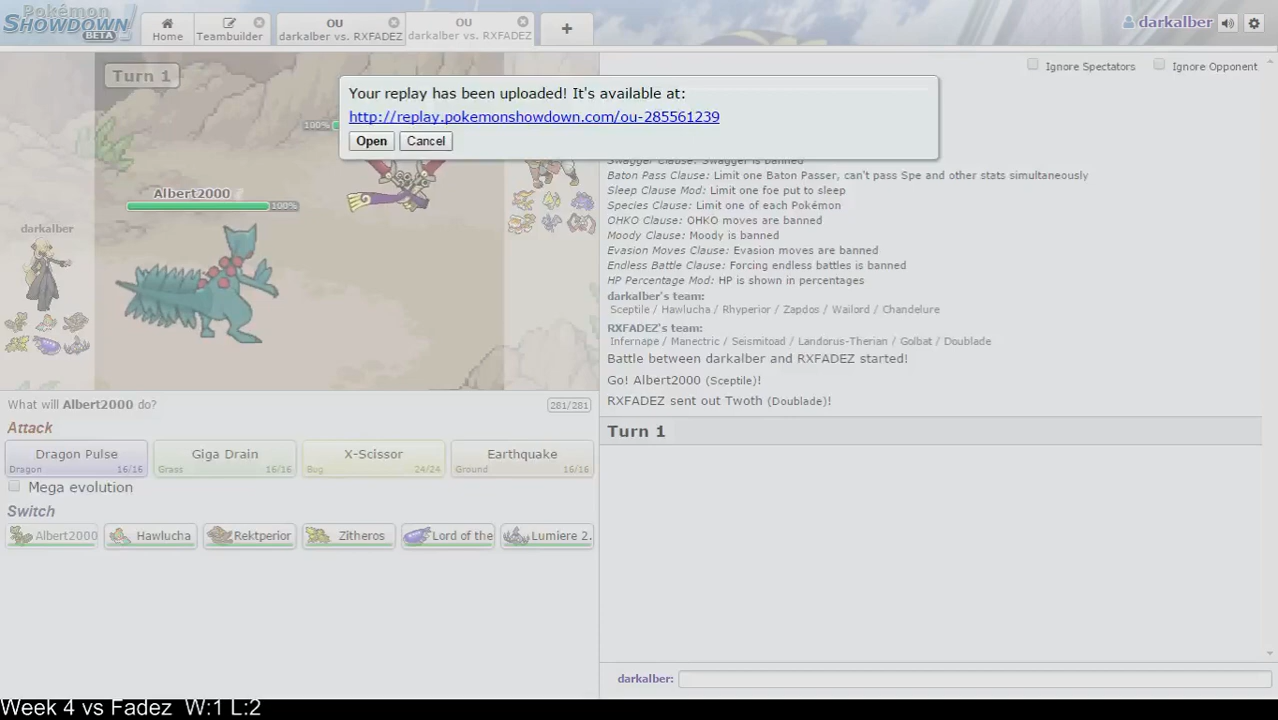 Pokémon
SHOWDOWN
BETA
Home
Teambuilder
OU
darkalber vs. RXFADEZ
OU
darkalber vs. RXFADEZ
+
darkalber
Turn 1
Your replay has been uploaded! It's available at:
http://replay.pokemonshowdown.com/ou-285561239
Open
Cancel
100%
Ignore Spectators
Ignore Opponent
Albert2000
100%
darkalber
Swagger Clause: Swagger is banned
Baton Pass Clause: Limit one Baton Passer, can't pass Spe and other stats simultaneously
Sleep Clause Mod: Limit one foe put to sleep
Species Clause: Limit one of each Pokémon
OHKO Clause: OHKO moves are banned
Moody Clause: Moody is banned
Evasion Moves Clause: Evasion moves are banned
Endless Battle Clause: Forcing endless battles is banned
HP Percentage Mod: HP is shown in percentages
darkalber's team:
Sceptile / Hawlucha / Rhyperior / Zapdos / Wailord / Chandelure
RXFADEZ's team:
Infernape / Manectric / Seismitoad / Landorus-Therian / Golbat / Doublade
Battle between darkalber and RXFADEZ started!
Go! Albert2000 (Sceptile)!
RXFADEZ sent out Twoth (Doublade)!
Turn 1
What will Albert2000 do?
281/281
Attack
Dragon Pulse
Dragon 16/16
Giga Drain
Grass 16/16
X-Scissor
Bug 24/24
Earthquake
Ground 16/16
Mega evolution
Switch
Albert2000
Hawlucha
Rektperior
Zitheros
Lord of the
Lumiere 2.
darkalber:
Week 4 vs Fadez W:1 L:2